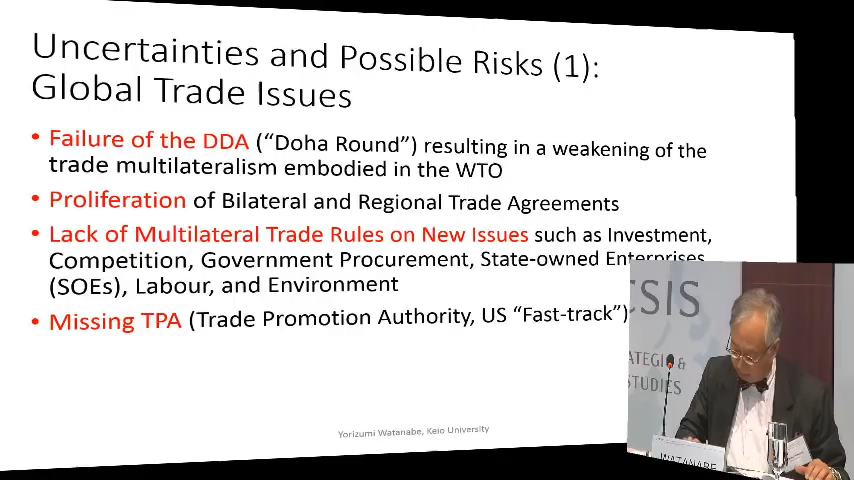 Uncertainties and Possible Risks (1):
Global Trade Issues
• Failure of the DDA (“Doha Round”) resulting in a weakening of the
trade multilateralism embodied in the WTO
• Proliferation of Bilateral and Regional Trade Agreements
• Lack of Multilateral Trade Rules on New Issues such as Investment,
Competition, Government Procurement, State-owned Enterprises
(SOEs), Labour, and Environment
• Missing TPA (Trade Promotion Authority, US “Fast-track”)
CSIS
ATEGIC &
STUDIES
WATANABE
Yorizumi Watanabe, Keio University